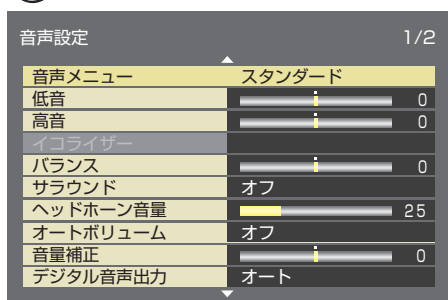 音声設定 1/2
音声メニュー スタンダード
低音 0
高音 0
イコライザー
バランス 0
サラウンド オフ
ヘッドホーン音量 25
オートボリューム オフ
音量補正 0
デジタル音声出力 オート